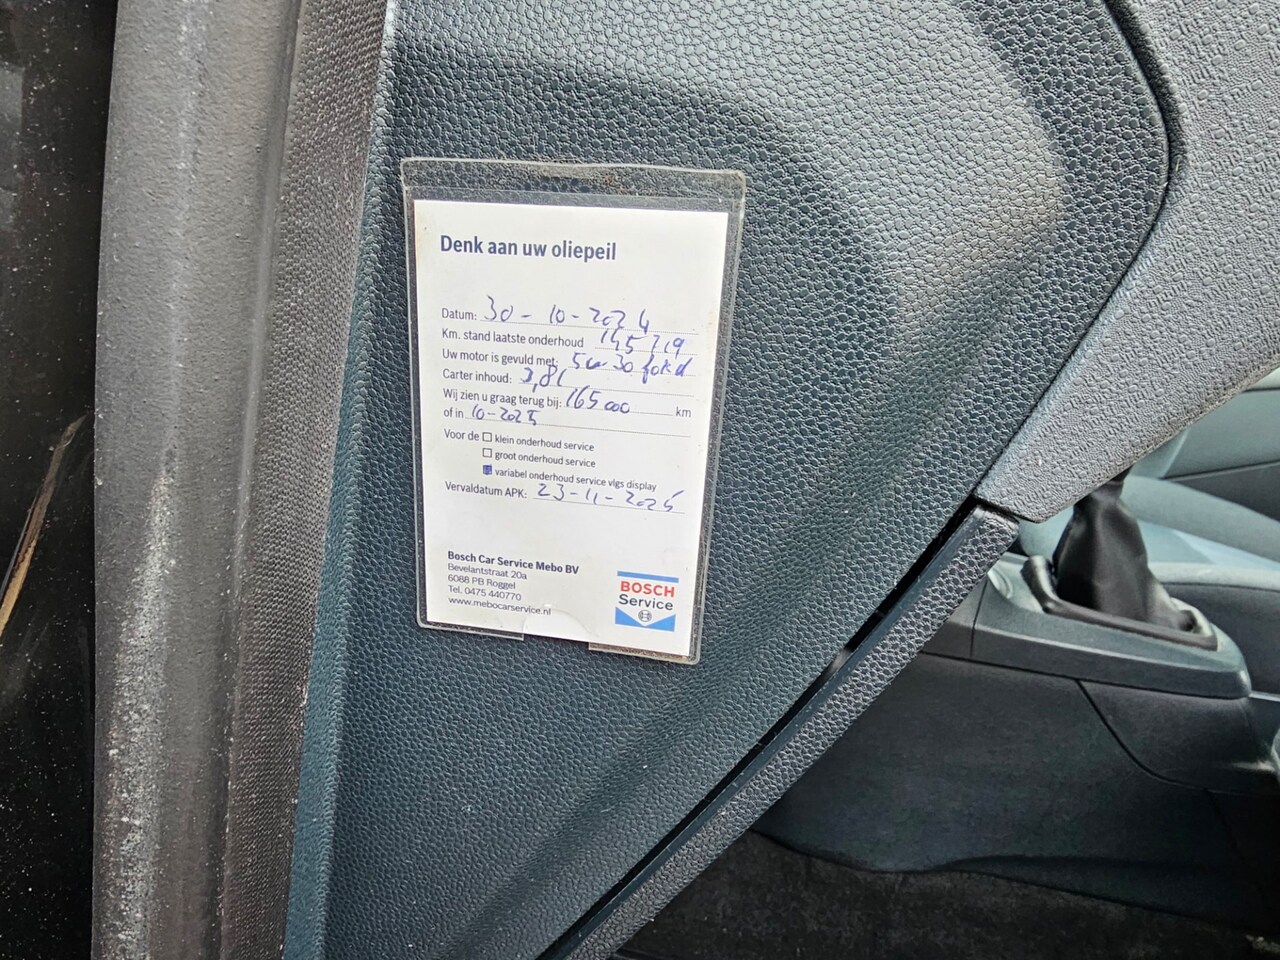 Denk aan uw oliepeil
Datum: 30-10-2024
Km. stand laatste onderhoud 145719
Uw motor is gevuld met: 5w30 ford
Carter inhoud: 3,8l
Wij zien u graag terug bij: 165000 km
of in 10-2025
Voor de klein onderhoud service
groot onderhoud service
variabel onderhoud service vlgs display
Vervaldatum APK: 23-11-2025
Bosch Car Service Mebo BV
Bevelantstraat 20a
6088 PB Roggel
Tel. 0475 440770
www.mebocarservice.nl
BOSCH
Service